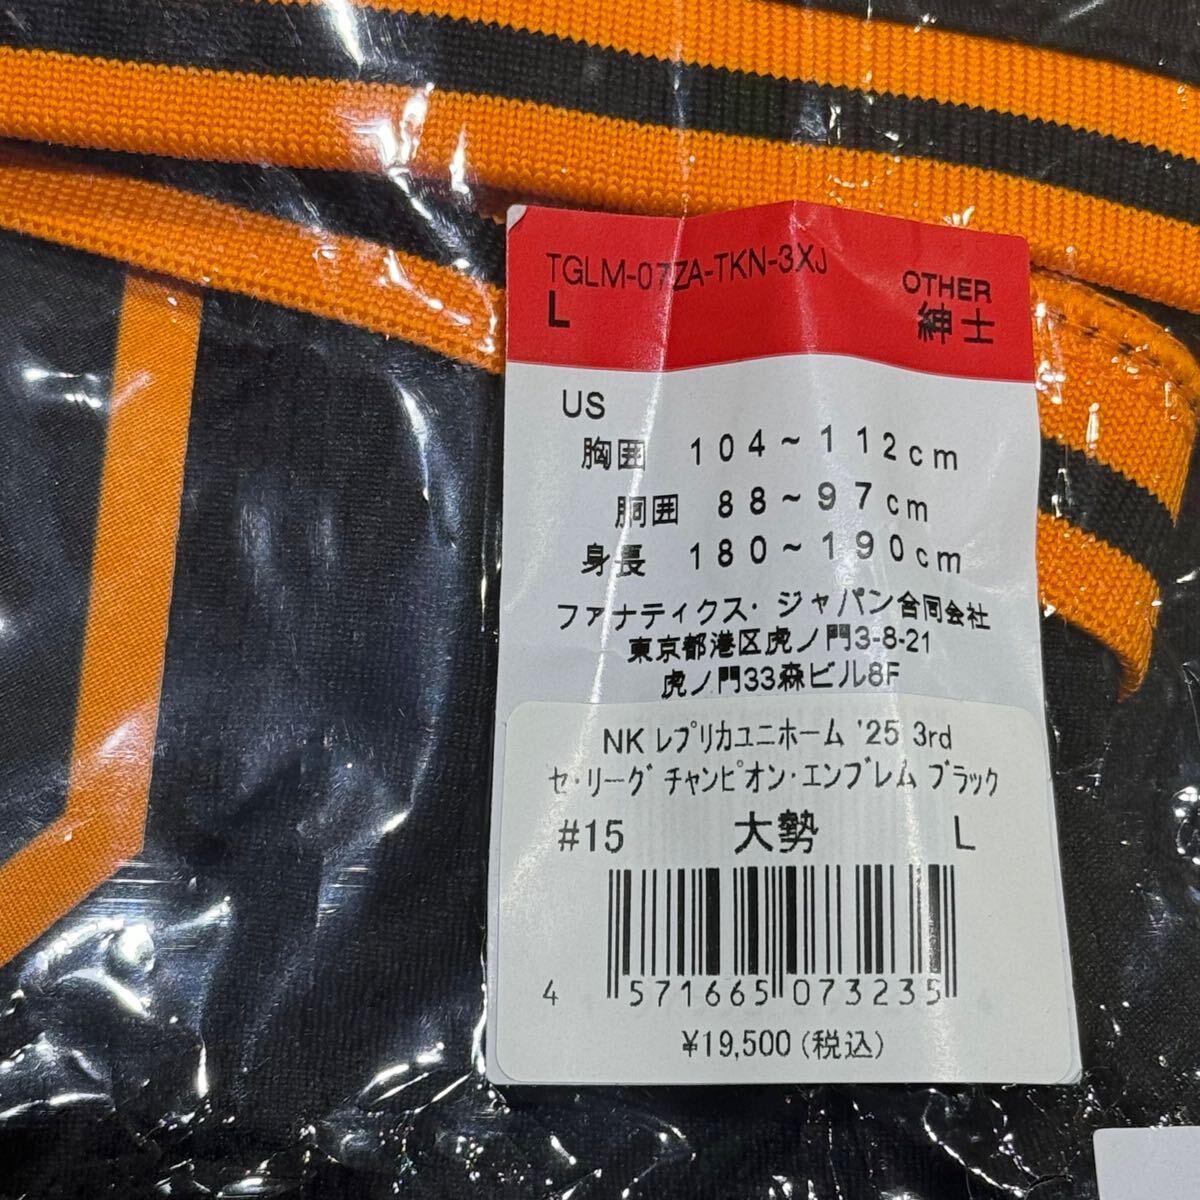 TGLM-07ZA-TKN-3XJ
L
OTHER
紳士
US
胸囲 104~112cm
胴囲 88~97cm
身長 180~190cm
ファナティクス・ジャパン合同会社
東京都港区虎ノ門3-8-21
虎ノ門33森ビル8F
NK レプリカユニホーム '25 3rd
セ・リーグ チャンピオン・エンブレム ブラック
#15 大勢 L
4 571665 073235
¥19,500(税込)